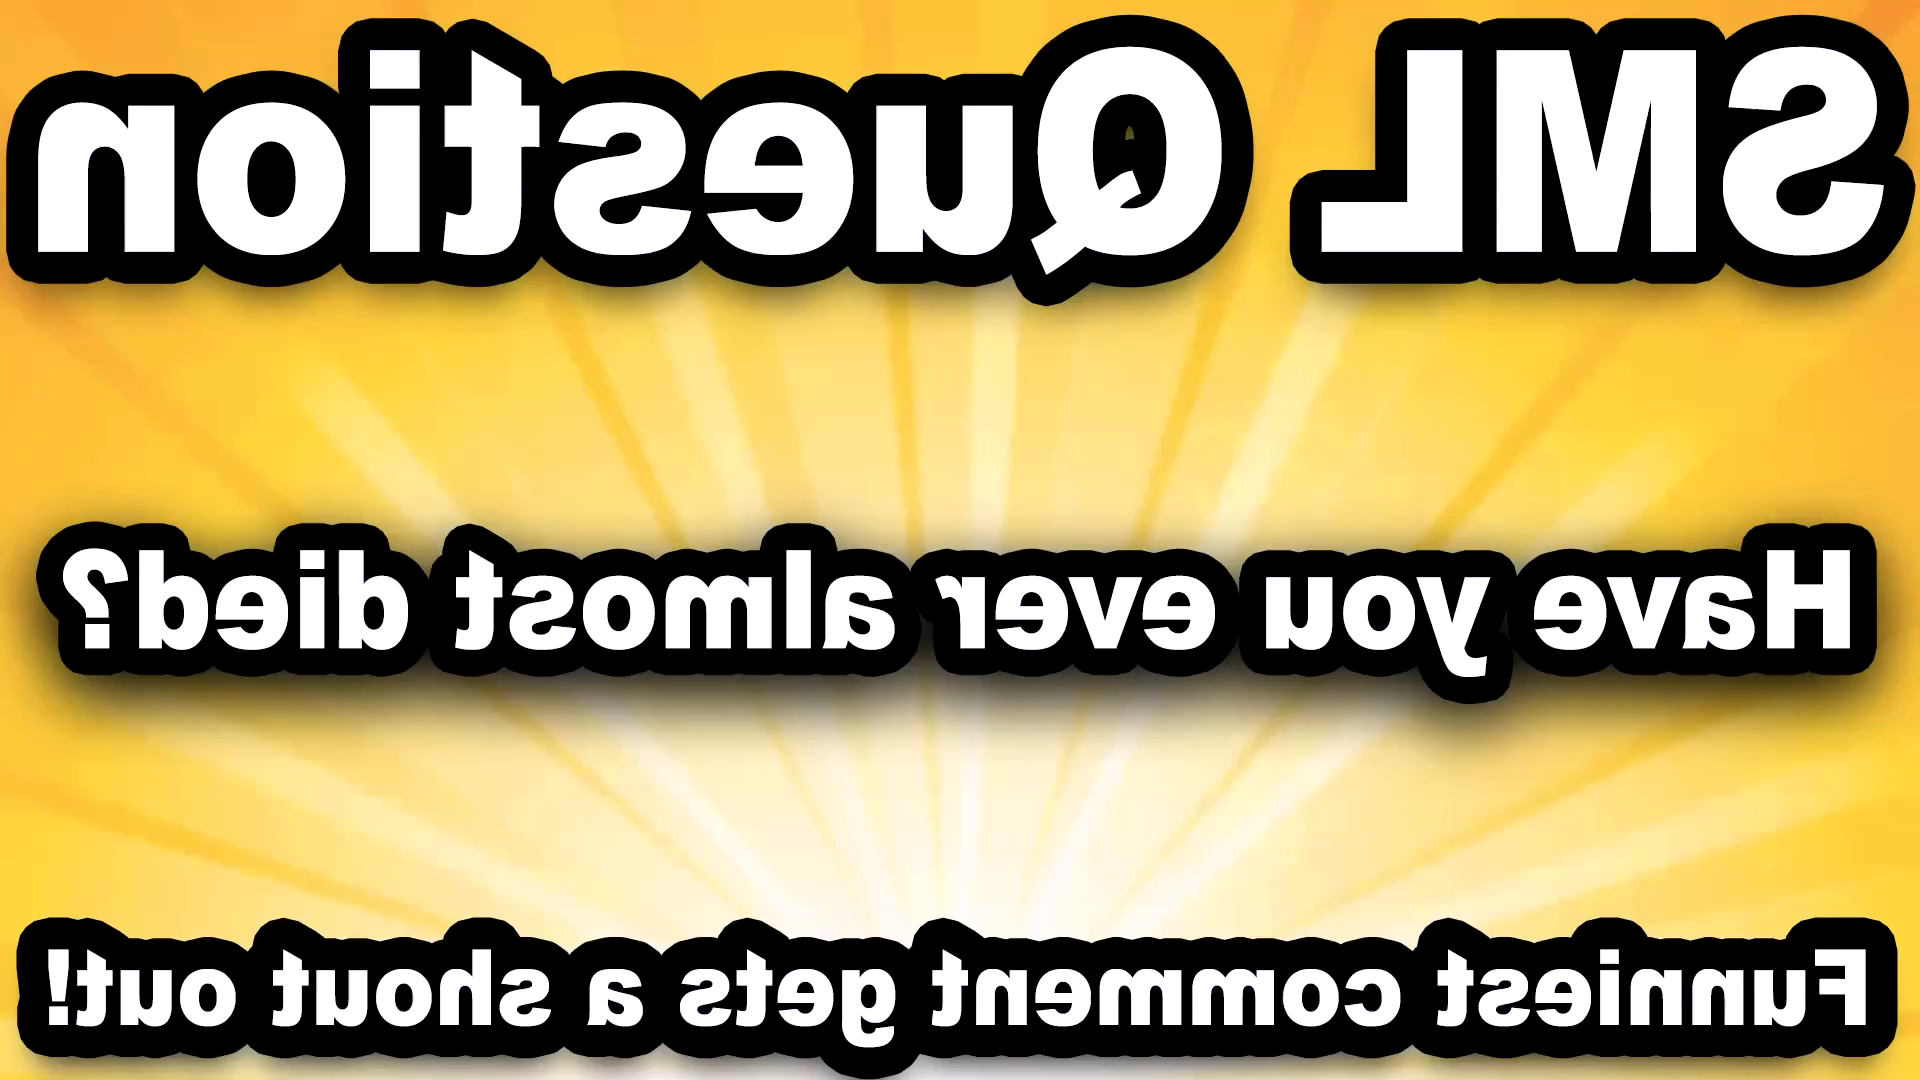 SML Question
Have you ever almost died?
Funniest comment gets a shout out!